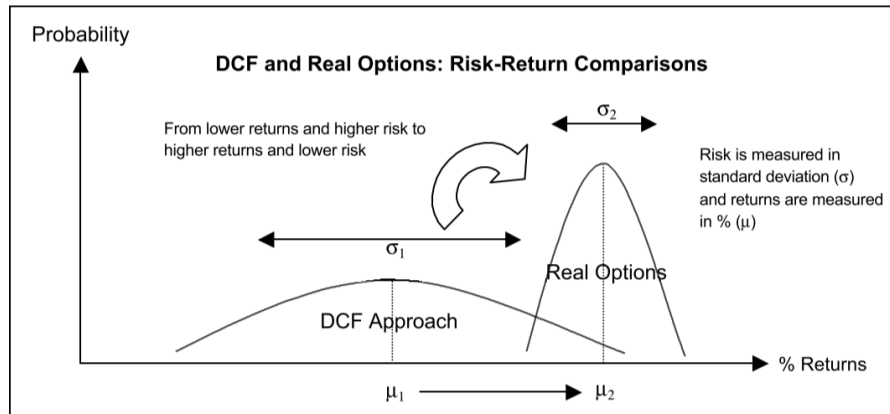 Probability
DCF and Real Options: Risk-Return Comparisons
From lower returns and higher risk to
higher returns and lower risk
σ2
Risk is measured in
standard deviation (σ)
and returns are measured
in % (μ)
σ1
Real Options
DCF Approach
% Returns
μ1
μ2